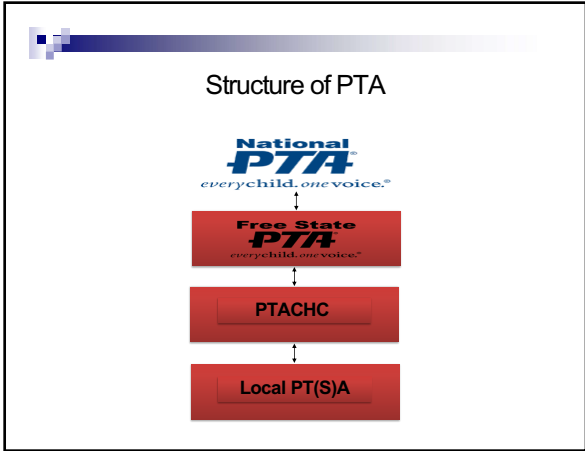 Structure of PTA
National
PTA®
everychild.onevoice.®
Free State
PTA
everychild.onevoice.®
PTACHC
Local PT(S)A